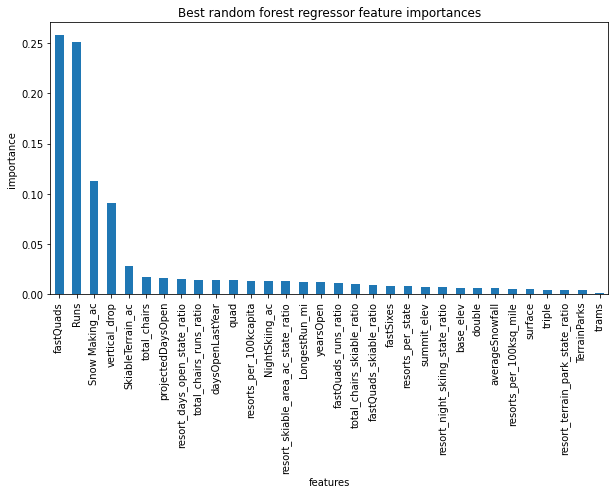 Best random forest regressor feature importances
importance
0.25
0.20
0.15
0.10
0.05
0.00
fastQuads
Runs
Snow Making_ac
vertical_drop
SkiableTerrain_ac
total_chairs
projectedDaysOpen
resort_days_open_state_ratio
total_chairs_runs_ratio
daysOpenLastYear
quad
resorts_per_100kcapita
NightSkiing_ac
resort_skiable_area_ac_state_ratio
LongestRun_mi
yearsOpen
fastQuads_runs_ratio
total_chairs_skiable_ratio
fastQuads_skiable_ratio
fastSixes
resorts_per_state
summit_elev
resort_night_skiing_state_ratio
base_elev
double
averageSnowfall
resorts_per_100ksq_mile
surface
triple
resort_terrain_park_state_ratio
TerrainParks
trams
features